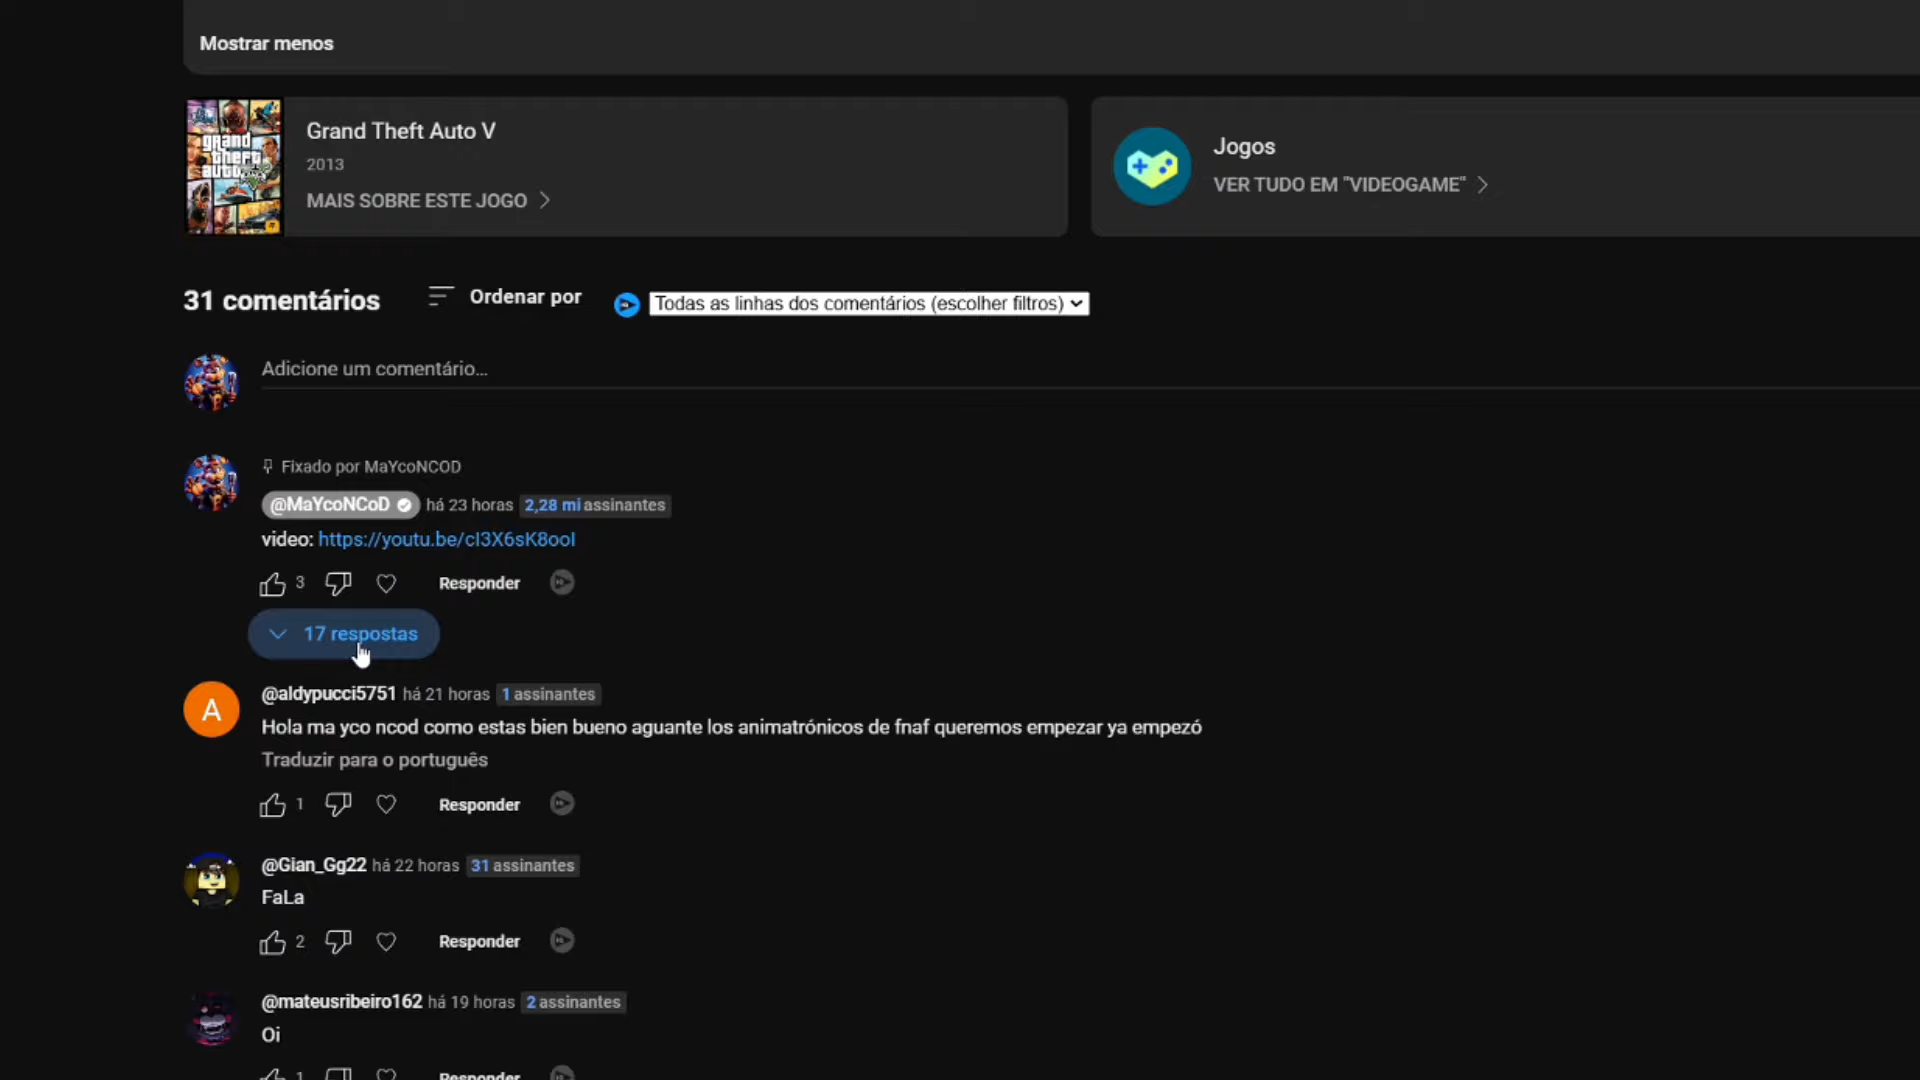 Mostrar menos
grand
theft
auto
Grand Theft Auto V
2013
MAIS SOBRE ESTE JOGO
Jogos
VER TUDO EM "VIDEOGAME"
31 comentários
Ordenar por
Todas as linhas dos comentários (escolher filtros)
Adicione um comentário...
Fixado por MaYcoNCOD
@MaYcoNCoD há 23 horas 2,28 mi assinantes
video: https://youtu.be/cI3X6sK8ooI
3 Responder
17 respostas
A
@aldypucci5751 há 21 horas 1 assinantes
Hola ma yco ncod como estas bien bueno aguante los animatrónicos de fnaf queremos empezar ya empezó
Traduzir para o português
1 Responder
@Gian_Gg22 há 22 horas 31 assinantes
FaLa
2 Responder
@mateusribeiro162 há 19 horas 2 assinantes
Oi
1 Responder